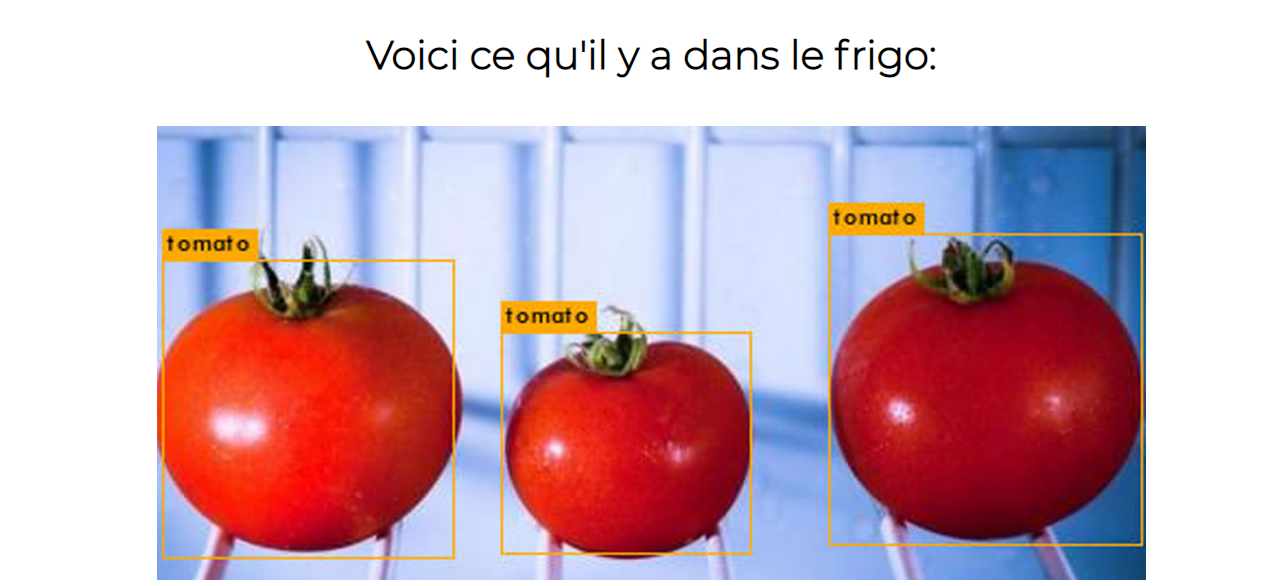 Voici ce qu'il y a dans le frigo:
tomato
tomato
tomato